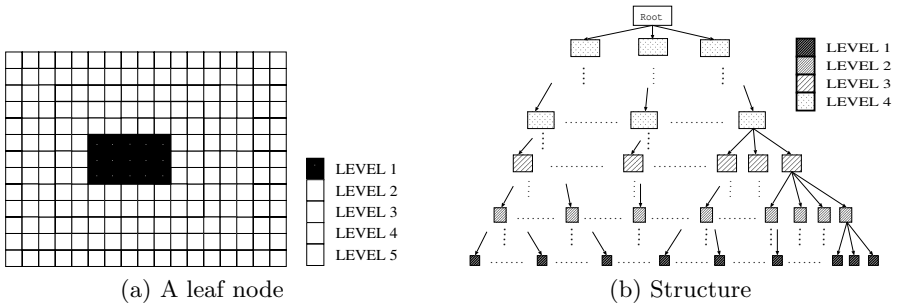 Root
LEVEL 1
LEVEL 2
LEVEL 3
LEVEL 4
LEVEL 1
LEVEL 2
LEVEL 3
LEVEL 4
LEVEL 5
(a) A leaf node
(b) Structure